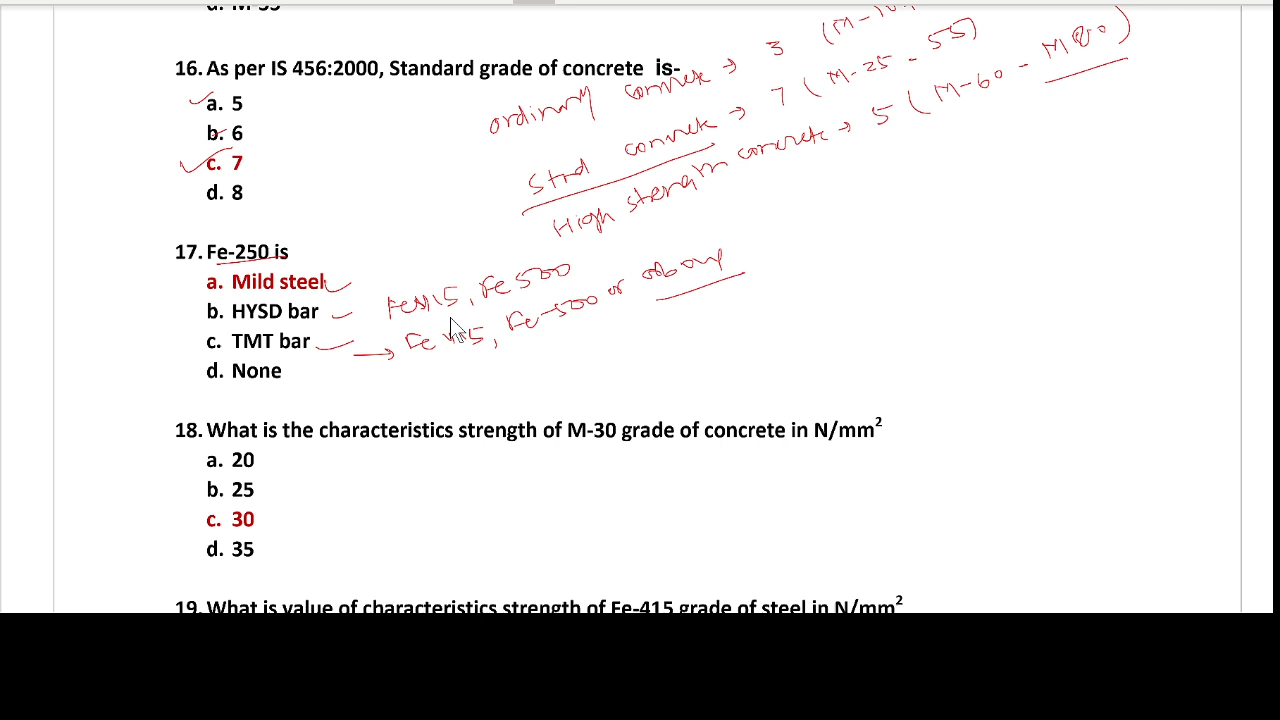 16. As per IS 456:2000, Standard grade of concrete is-
a. 5
b. 6
c. 7
d. 8
ordinary concrete → 3 (M-10
Stnd concrete → 7 (M-25 - 55)
High strength concrete → 5 (M-60 - M80)
17. Fe-250 is
a. Mild steel
b. HYSD bar
Fe415, Fe500
c. TMT bar
→ Fe 415, Fe-500 or above
d. None
18. What is the characteristics strength of M-30 grade of concrete in N/mm²
a. 20
b. 25
c. 30
d. 35
19. What is value of characteristics strength of Fe-415 grade of steel in N/mm²